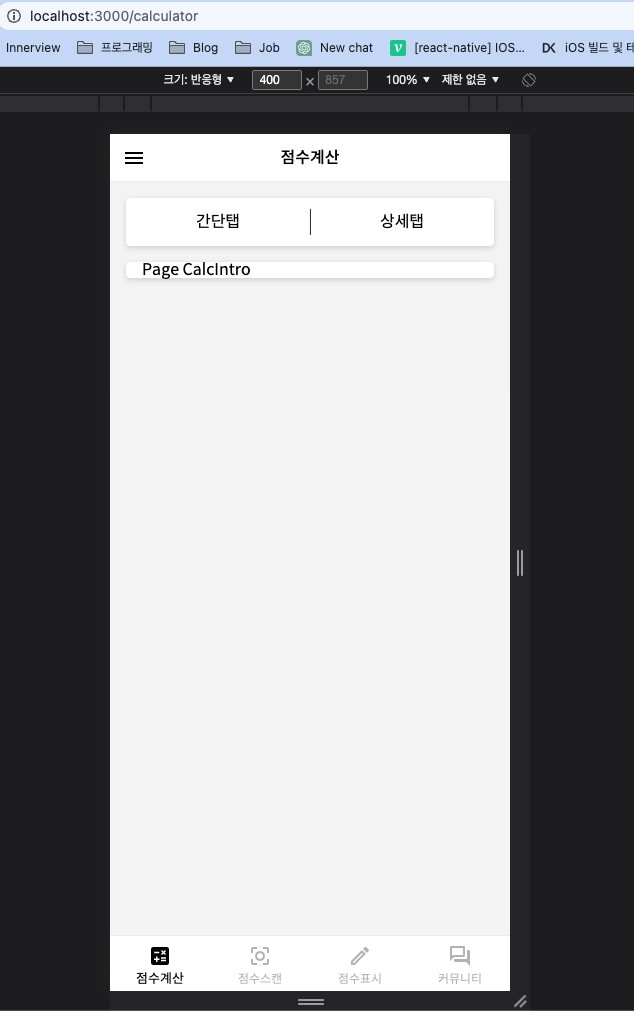 localhost:3000/calculator
Innerview 프로그래밍 Blog Job New chat [react-native] IOS... DK iOS 빌드 및 테
크기: 반응형 ▼ 400 × 857 100% ▼ 제한 없음 ▼
점수계산
간단탭 상세탭
Page CalcIntro
점수계산 점수스캔 점수표시 커뮤니티